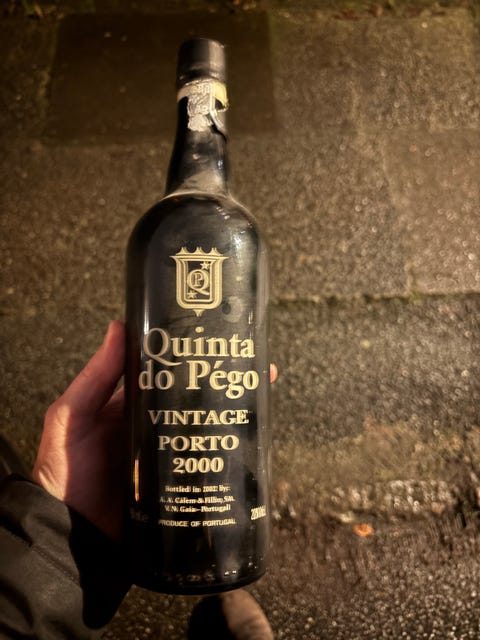 Quinta
do Pégo
VINTAGE
PORTO
2000
Bottled in 2002 By:
A. A. Cálem & Filho, SA.
V. N. Gaia - Portugal
PRODUCE OF PORTUGAL